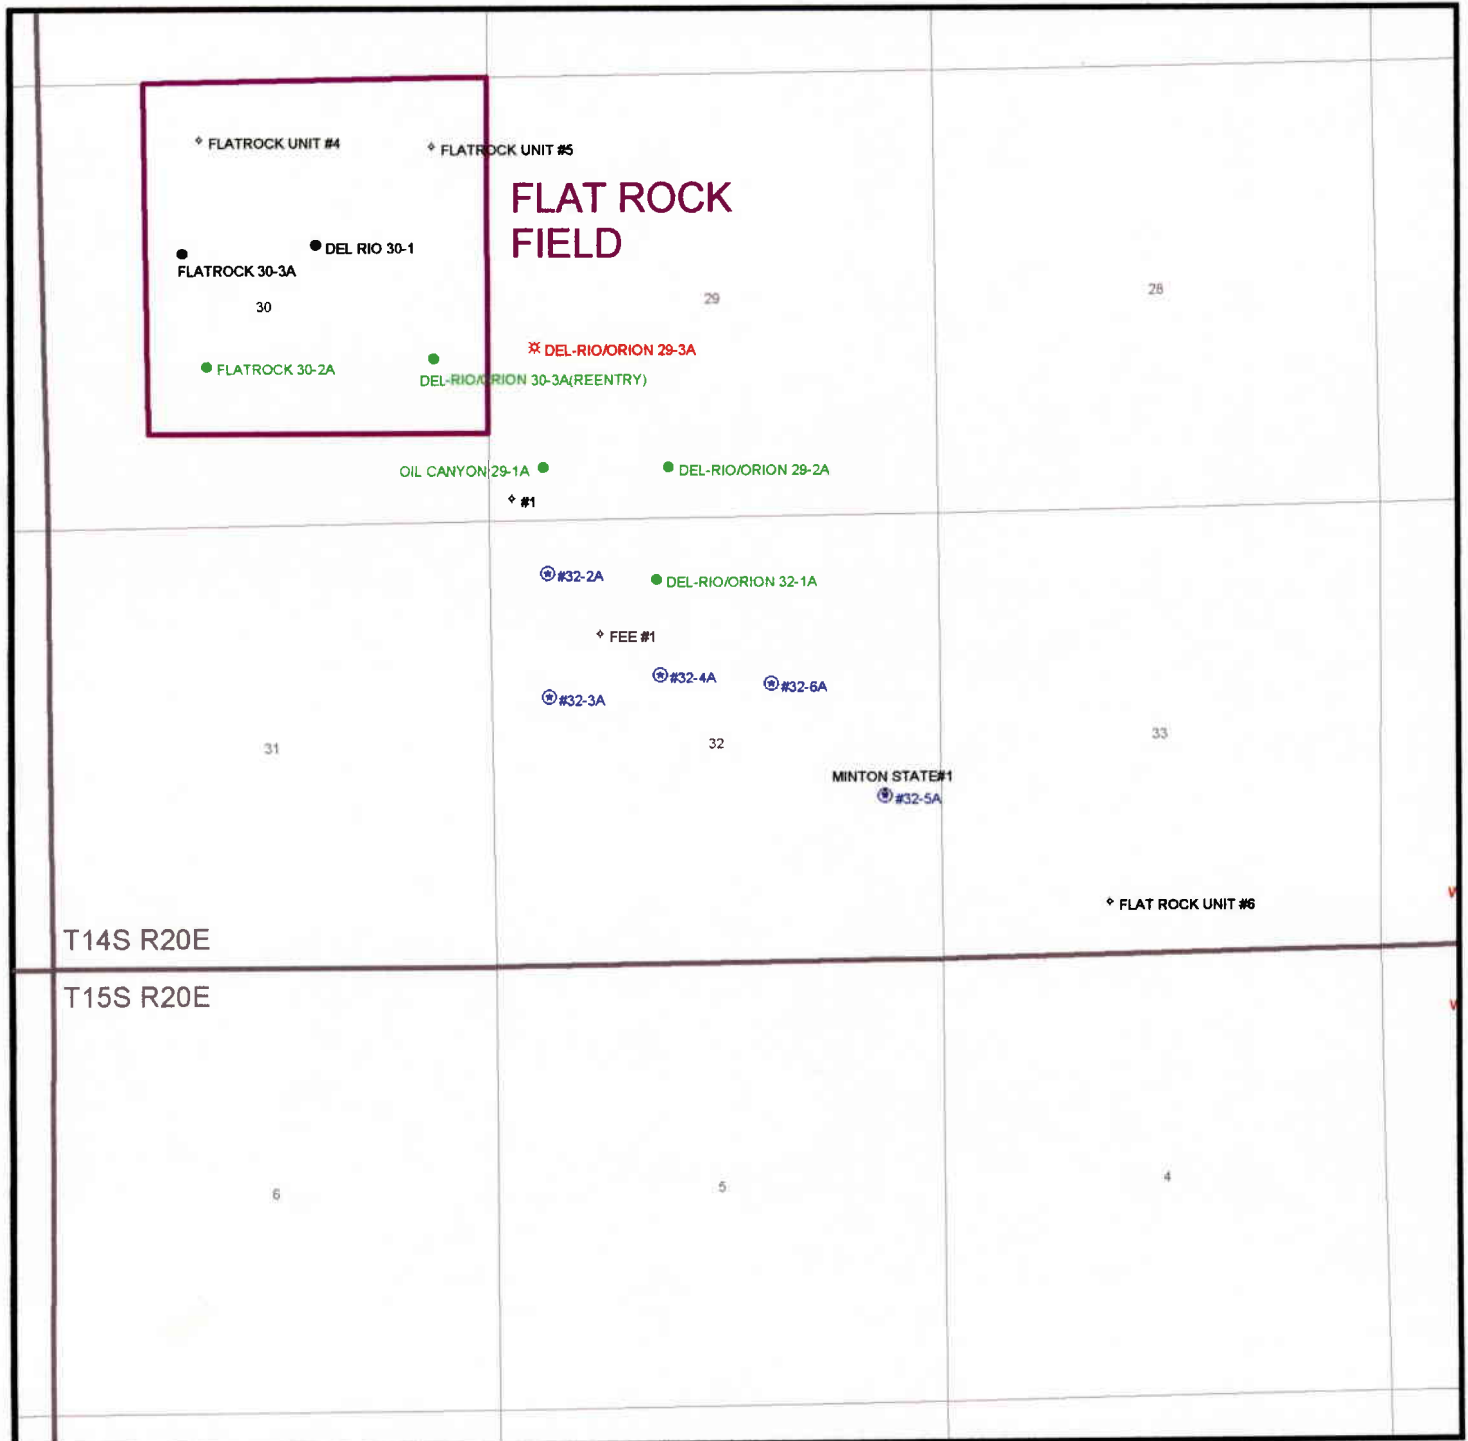 FLATROCK UNIT #4
FLATROCK UNIT #5
FLAT ROCK
FIELD
DEL RIO 30-1
FLATROCK 30-3A
30
29
28
DEL-RIO/ORION 29-3A
FLATROCK 30-2A
DEL-RIO/ORION 30-3A(REENTRY)
OIL CANYON 29-1A
DEL-RIO/ORION 29-2A
#1
#32-2A
DEL-RIO/ORION 32-1A
FEE #1
#32-4A
#32-6A
#32-3A
31
32
33
MINTON STATE#1
#32-5A
FLAT ROCK UNIT #6
W
T14S R20E
T15S R20E
W
6
5
4